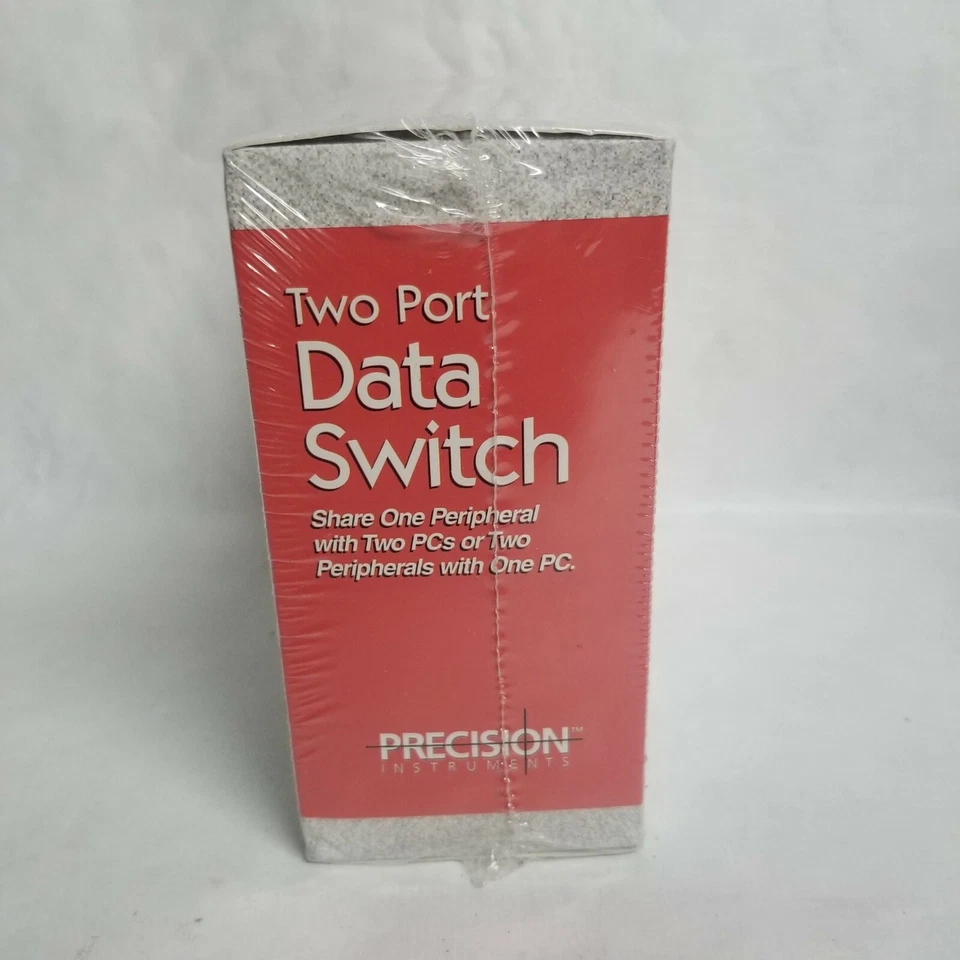 Two Port
Data
Switch
Share One Peripheral
with Two PCs or Two
Peripherals with One PC.
PRECISION™
INSTRUMENTS